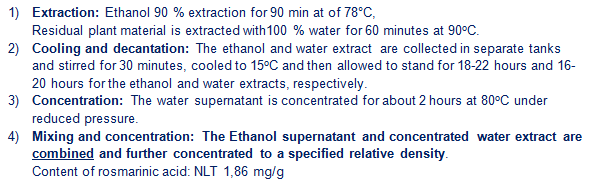 1) Extraction: Ethanol 90 % extraction for 90 min at of 78°C,
Residual plant material is extracted with100 % water for 60 minutes at 90ºC.
2) Cooling and decantation: The ethanol and water extract are collected in separate tanks
and stirred for 30 minutes, cooled to 15ºC and then allowed to stand for 18-22 hours and 16-
20 hours for the ethanol and water extracts, respectively.
3) Concentration: The water supernatant is concentrated for about 2 hours at 80ºC under
reduced pressure.
4) Mixing and concentration: The Ethanol supernatant and concentrated water extract are
combined and further concentrated to a specified relative density.
Content of rosmarinic acid: NLT 1,86 mg/g